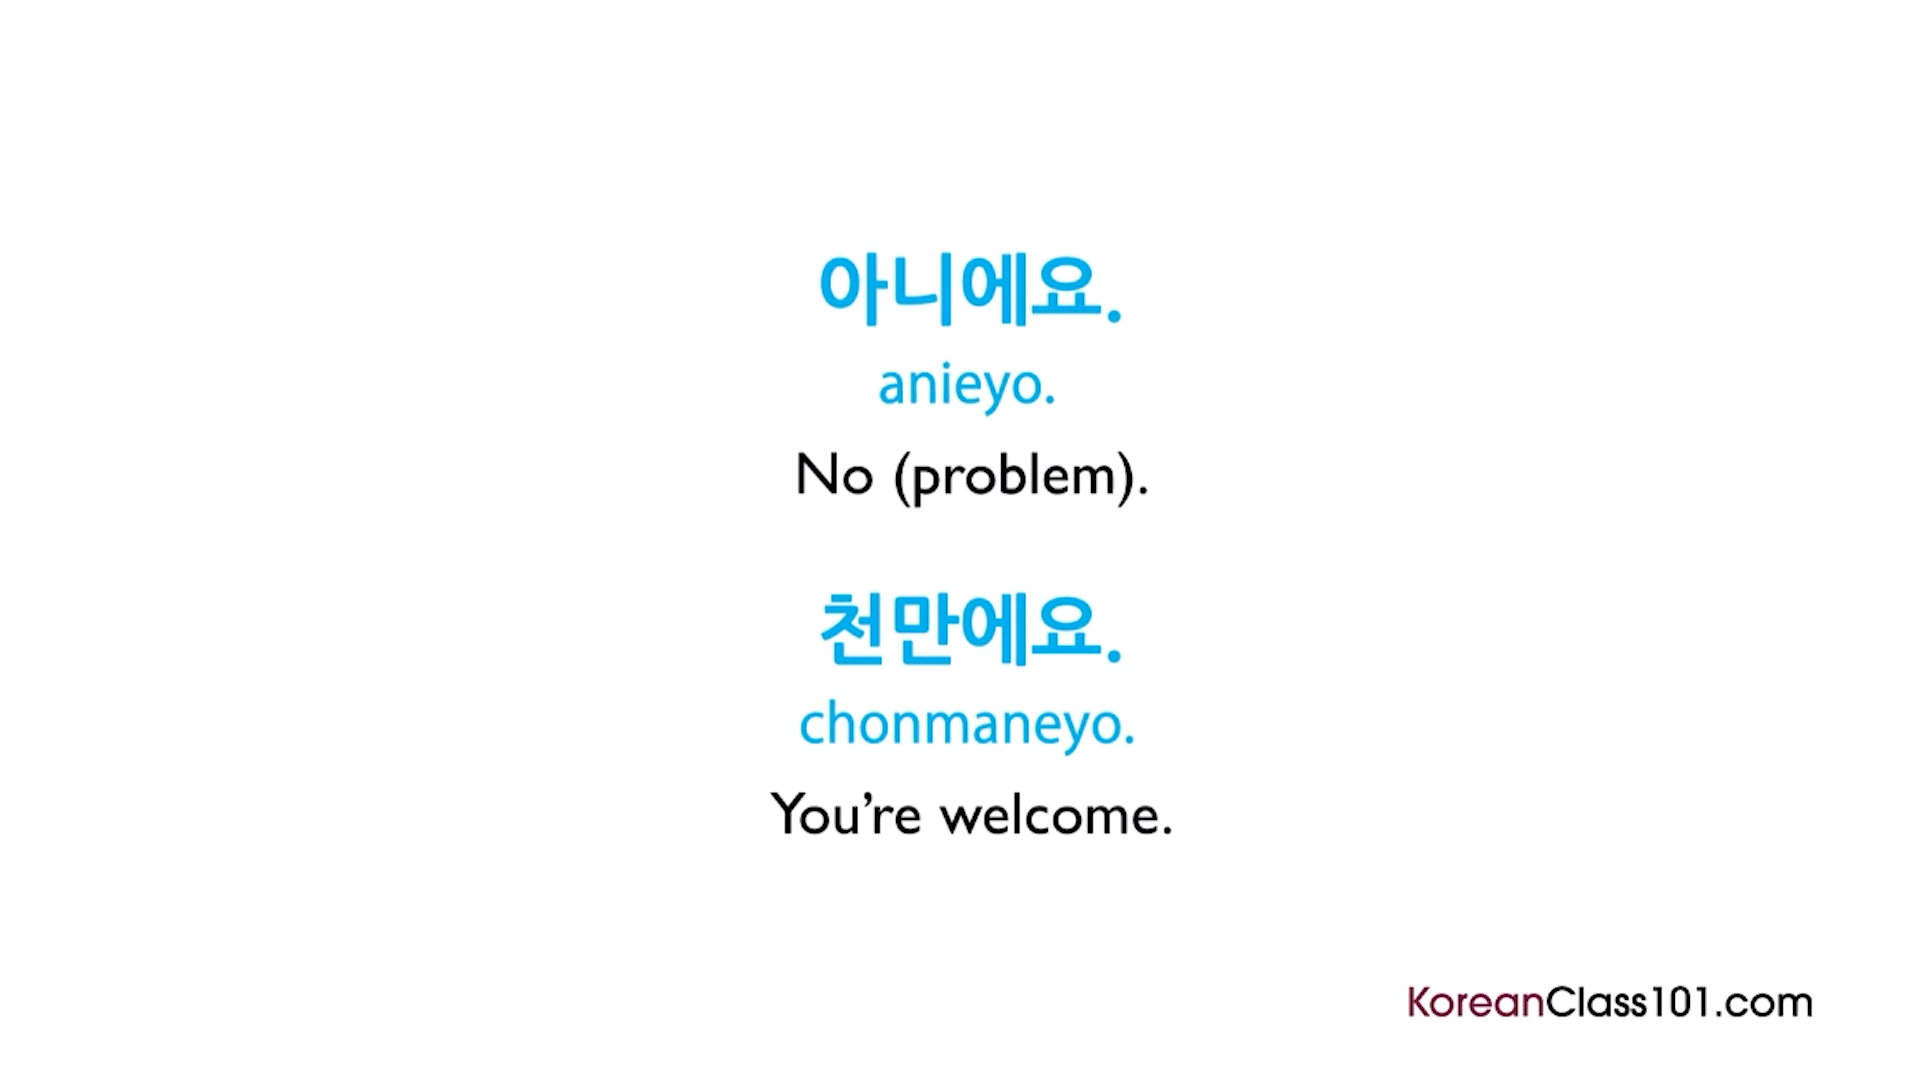 아니에요.
anieyo.
No (problem).
천만에요.
chonmaneyo.
You’re welcome.
KoreanClass101.com